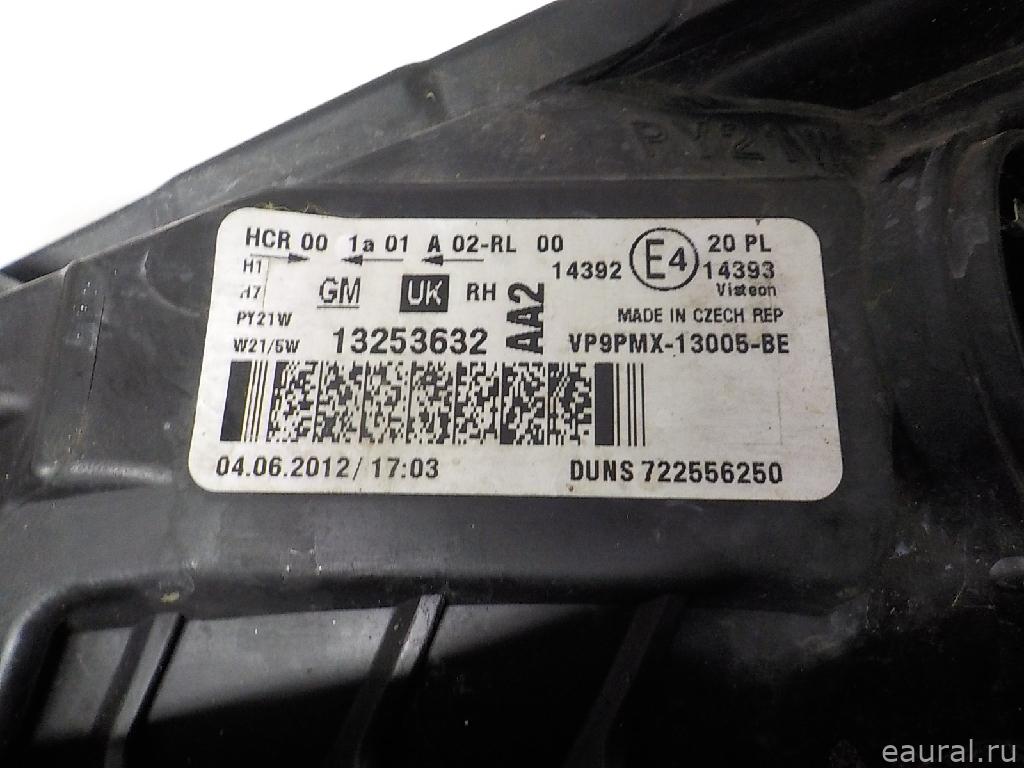 PY21W
HCR 00 1a 01 A 02-RL 00
E4
20 PL
14392
14393
H1
H7
GM
UK
RH
AA2
Visteon
PY21W
MADE IN CZECH REP
W21/5W
13253632
VP9PMX-13005-BE
04.06.2012/17:03
DUNS 722556250
eaural.ru